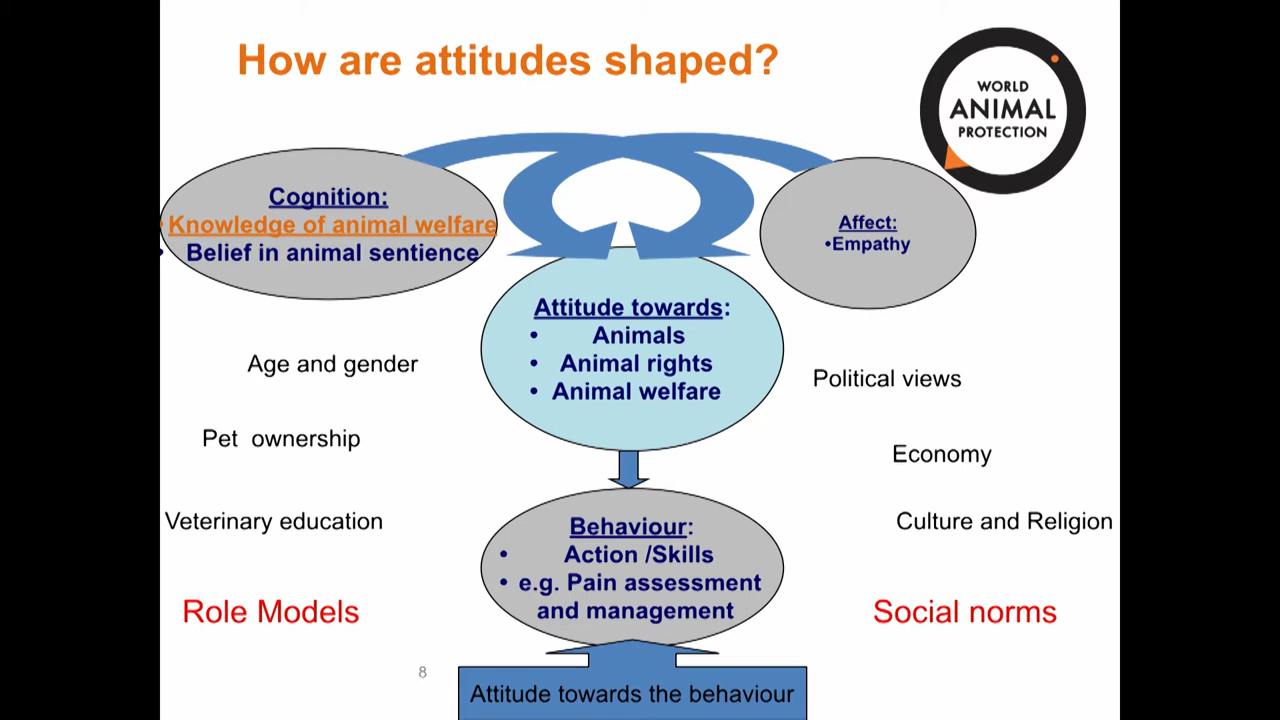 How are attitudes shaped?
WORLD
ANIMAL
PROTECTION
Cognition:
• Knowledge of animal welfare
• Belief in animal sentience
Affect:
•Empathy
Attitude towards:
• Animals
• Animal rights
• Animal welfare
Age and gender
Political views
Pet ownership
Economy
Veterinary education
Culture and Religion
Behaviour:
• Action /Skills
• e.g. Pain assessment
and management
Role Models
Social norms
8
Attitude towards the behaviour